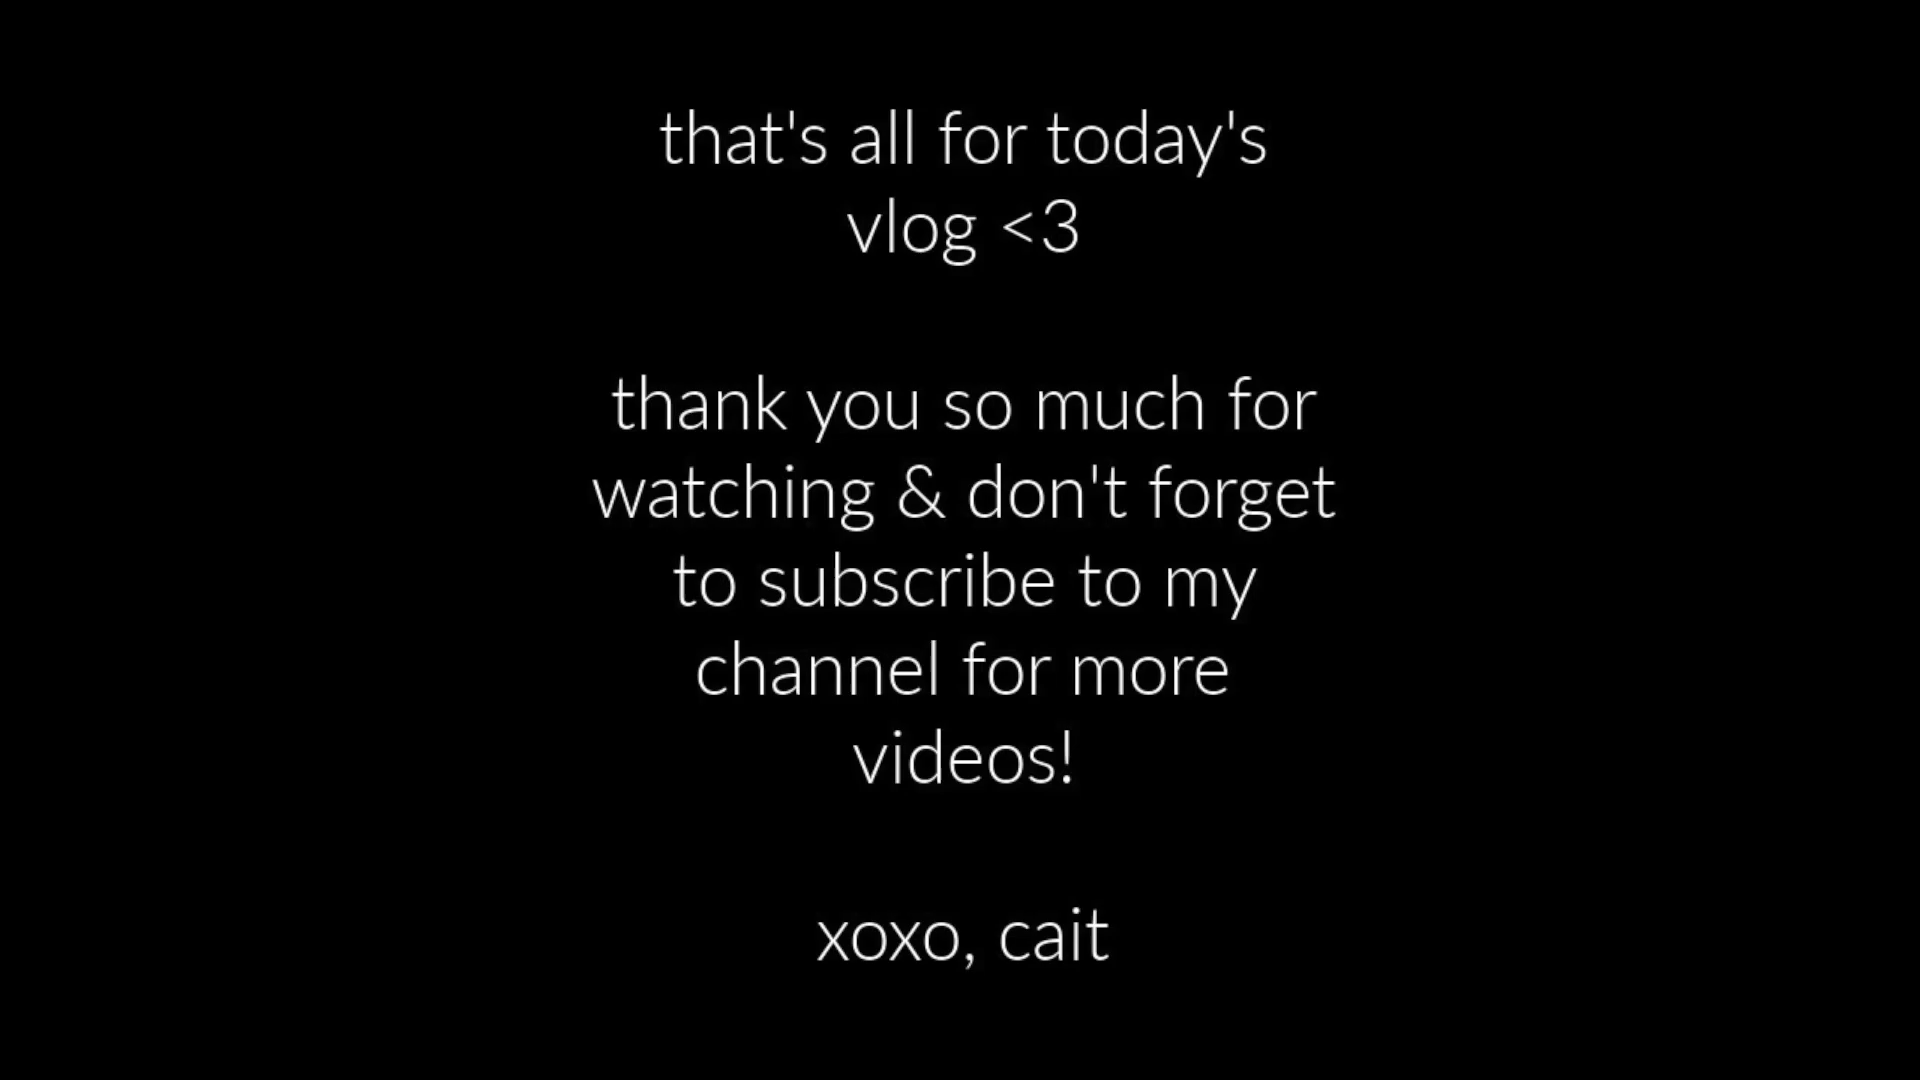 that's all for today's
vlog <3
thank you so much for
watching & don't forget
to subscribe to my
channel for more
videos!
xoxo, cait